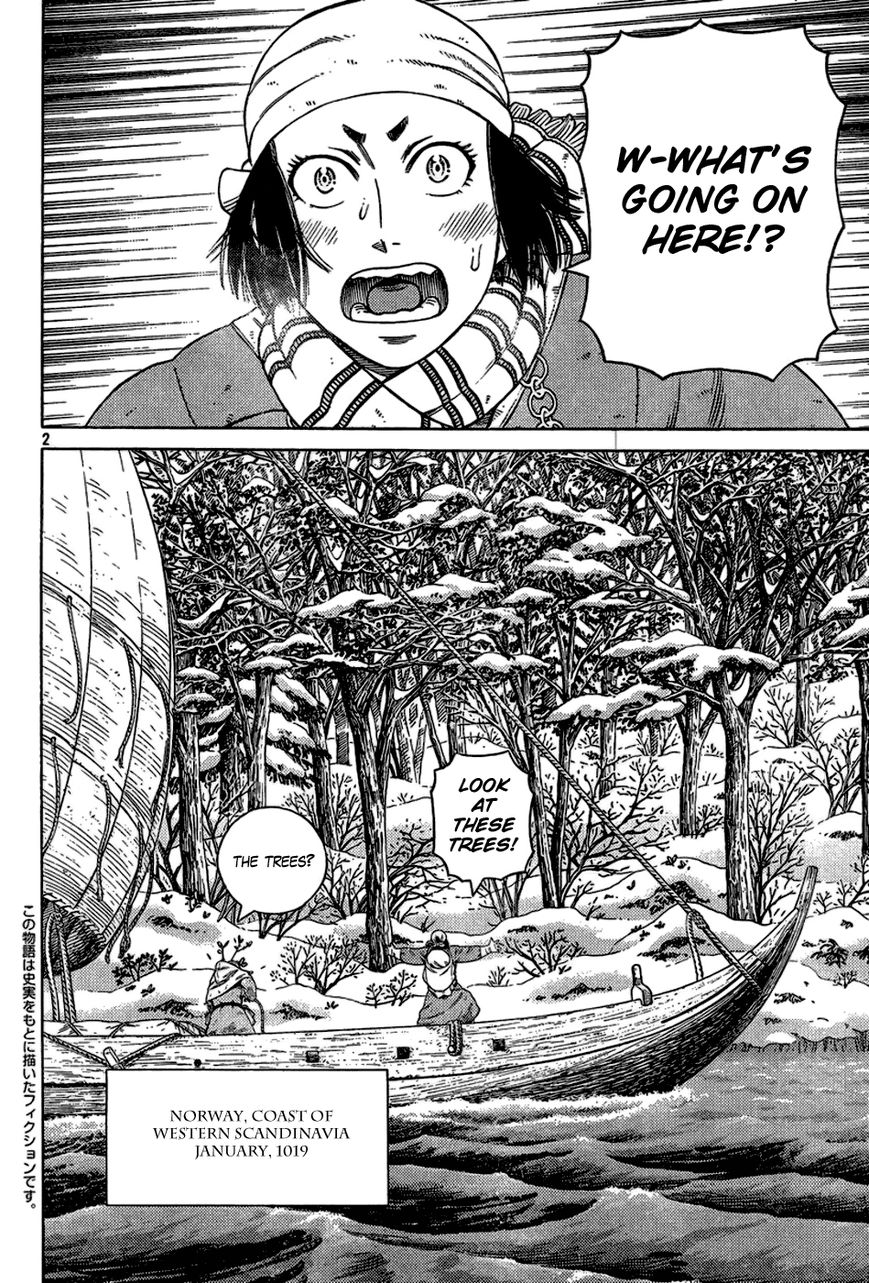 W-WHAT'S
GOING ON
HERE!?
2
LOOK
AT
THESE
TREES!
THE TREES?
NORWAY, COAST OF
WESTERN SCANDINAVIA
JANUARY, 1019
この物語は史実をもとに描いたフィクションです。